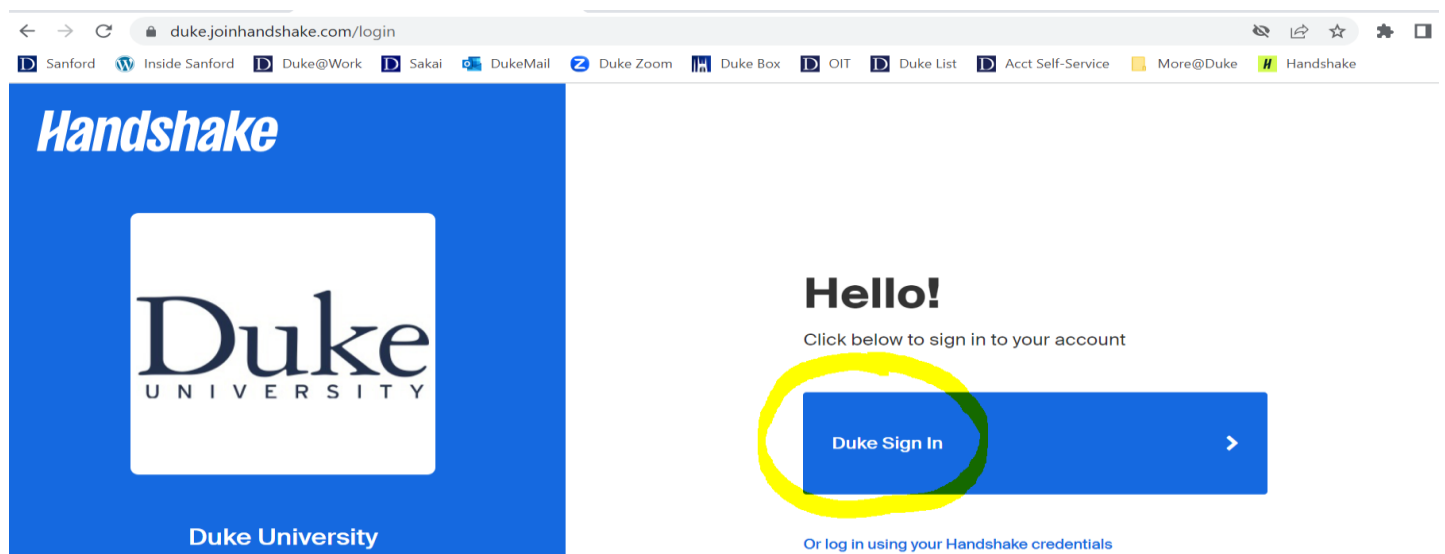 duke.joinhandshake.com/login
Sanford Inside Sanford Duke@Work Sakai DukeMail Duke Zoom Duke Box OIT Duke List Acct Self-Service More@Duke Handshake
Handshake
Duke
UNIVERSITY
Duke University
Hello!
Click below to sign in to your account
Duke Sign In
Or log in using your Handshake credentials